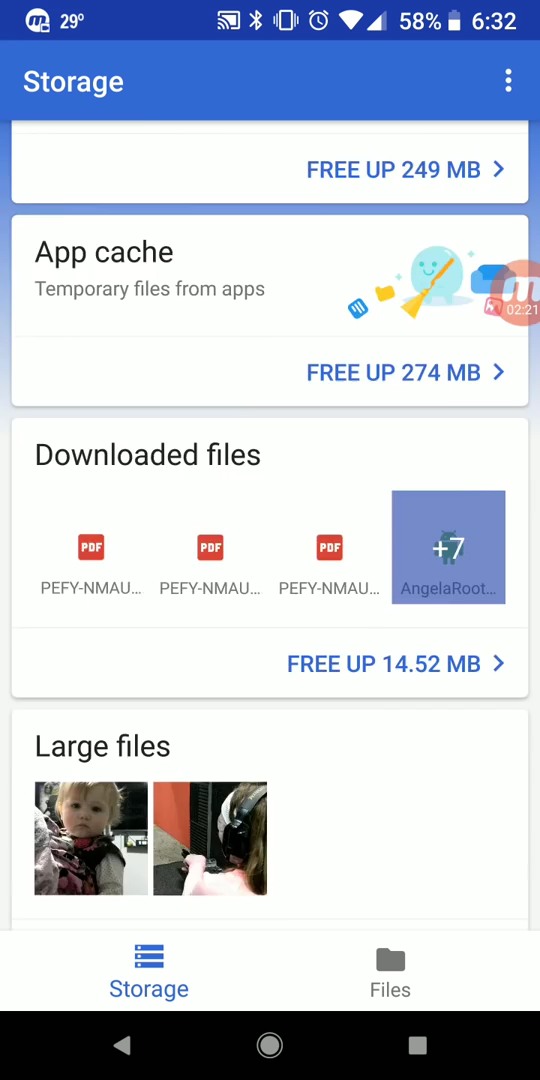 29° 58% 6:32
Storage
FREE UP 249 MB
App cache
Temporary files from apps
02:21
FREE UP 274 MB
Downloaded files
PDF PDF PDF +7
PEFY-NMAU... PEFY-NMAU... PEFY-NMAU... AngelaRoot...
FREE UP 14.52 MB
Large files
Storage Files